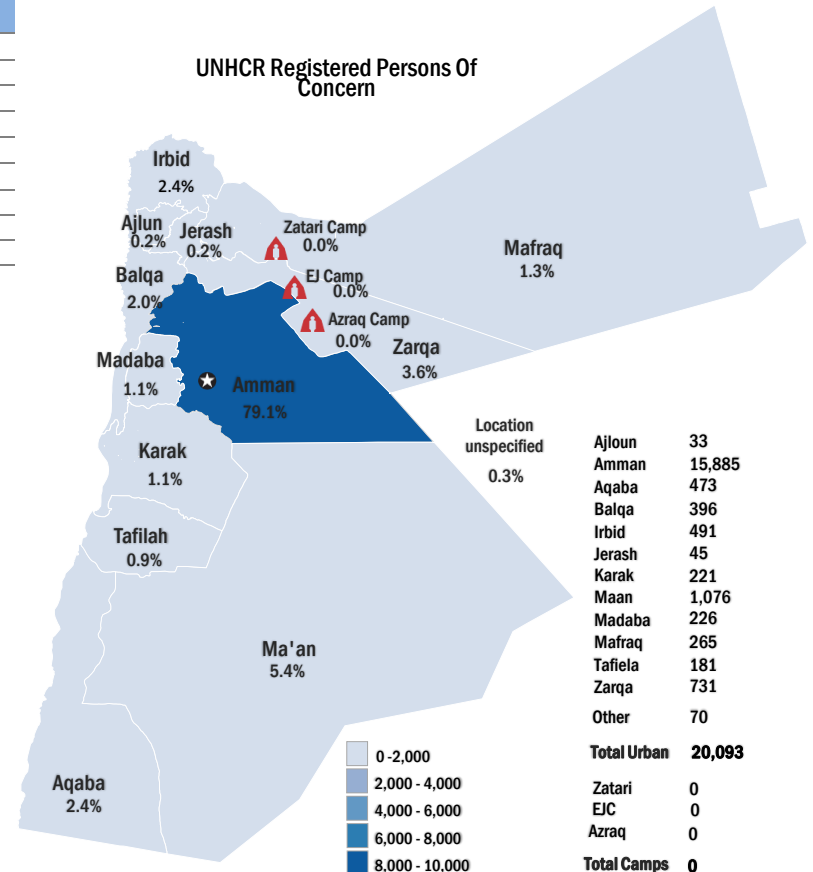 UNHCR Registered Persons Of
Concern
Irbid
2.4%
Ajlun
0.2%
Jerash
0.2%
Zatari Camp
0.0%
EJ Camp
0.0%
Azraq Camp
0.0%
Mafraq
1.3%
Balqa
2.0%
Zarqa
3.6%
Madaba
1.1%
Amman
79.1%
Location
unspecified
0.3%
Karak
1.1%
Tafilah
0.9%
Ma'an
5.4%
Aqaba
2.4%
Ajloun 33
Amman 15,885
Aqaba 473
Balqa 396
Irbid 491
Jerash 45
Karak 221
Maan 1,076
Madaba 226
Mafraq 265
Tafiela 181
Zarqa 731
Other 70
Total Urban 20,093
Zatari 0
EJC 0
Azraq 0
Total Camps 0
0 -2,000
2,000 - 4,000
4,000 - 6,000
6,000 - 8,000
8,000 - 10,000